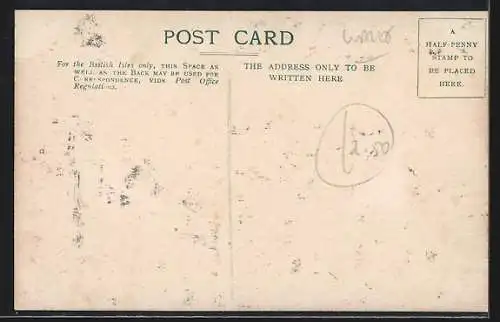 POST CARD
For the British Isles only, THIS SPACE AS
WELL AS THE BACK MAY BE USED FOR
CORRESPONDENCE, VIDE Post Office
Regulations.
THE ADDRESS ONLY TO BE
WRITTEN HERE
A
HALF-PENNY
STAMP TO
BE PLACED
HERE.
2.50